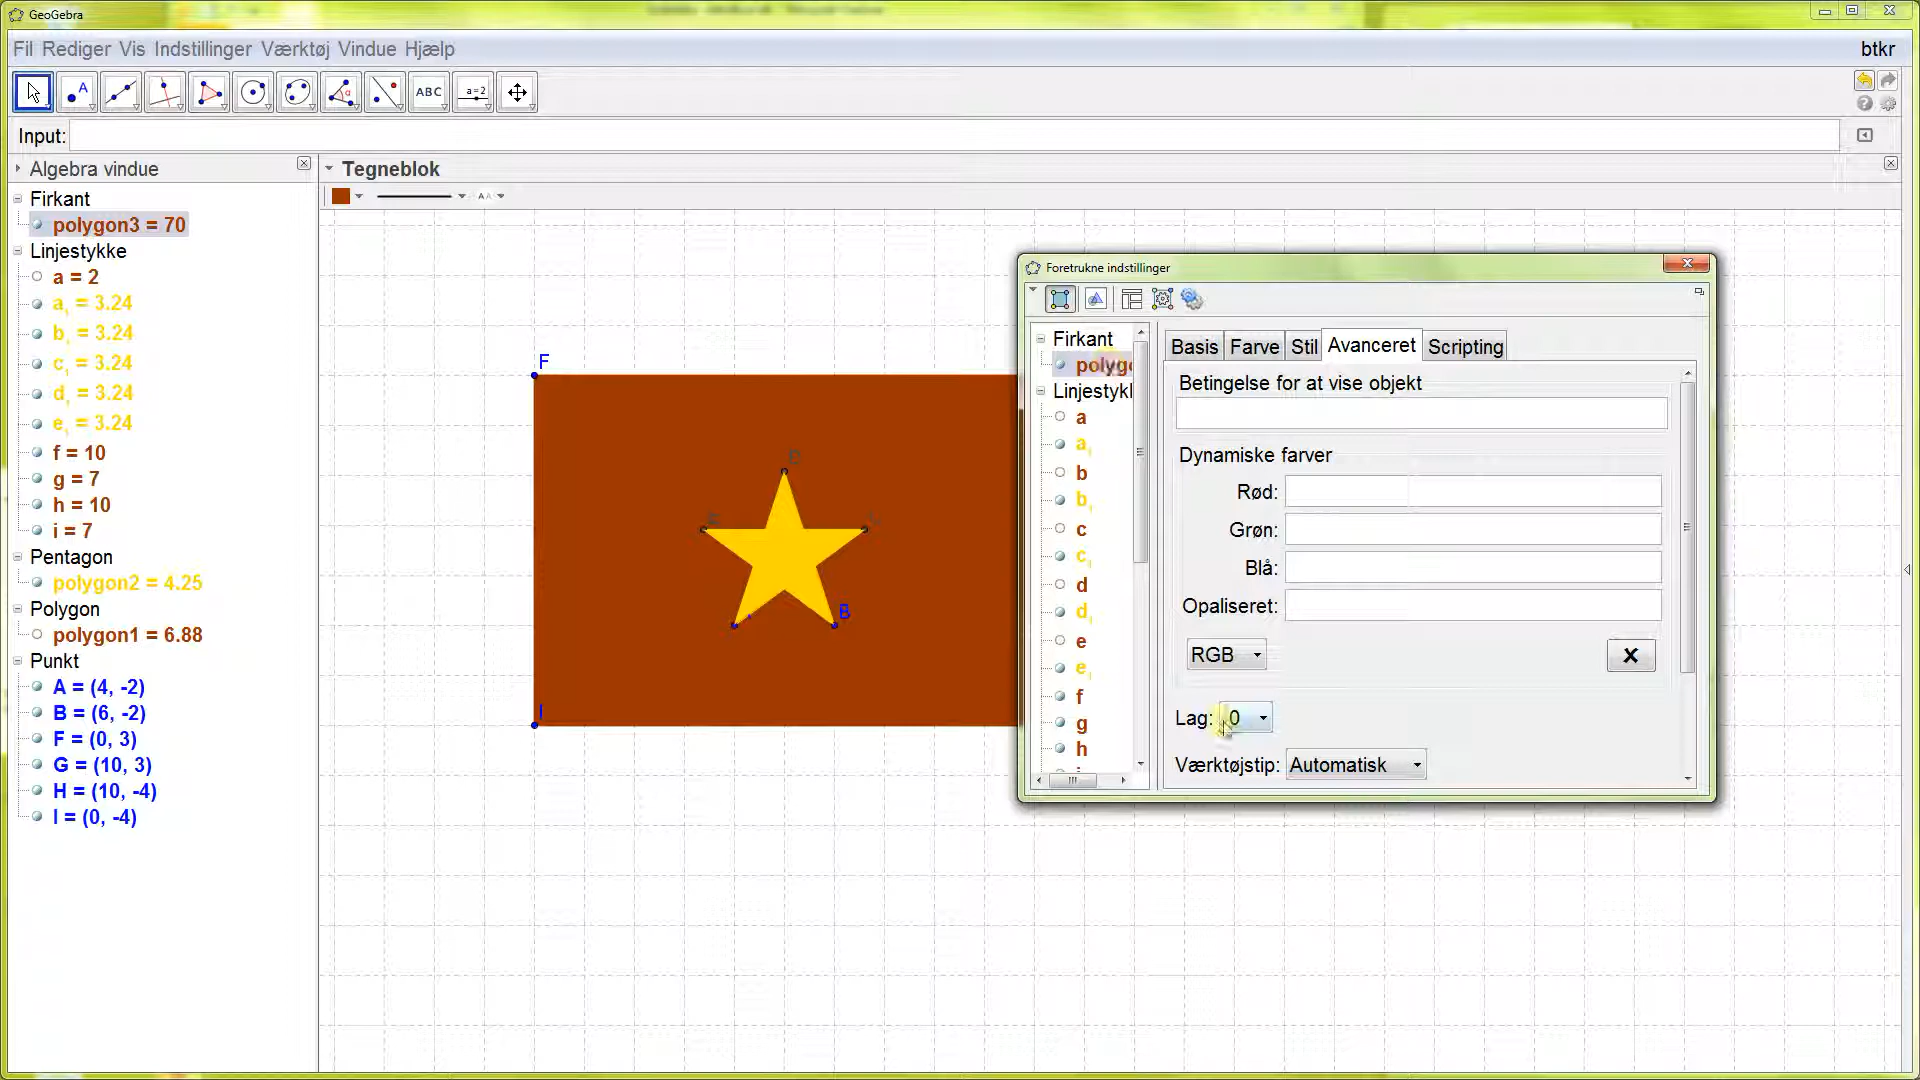 GeoGebra
Fil Rediger Vis Indstillinger Værktøj Vindue Hjælp
btkr
A
ABC
a=2
Input:
Algebra vindue
Tegneblok
AA
Firkant
polygon3 = 70
Linjestykke
a = 2
a₁ = 3.24
b₁ = 3.24
c₁ = 3.24
d₁ = 3.24
e₁ = 3.24
f = 10
g = 7
h = 10
i = 7
Pentagon
polygon2 = 4.25
Polygon
polygon1 = 6.88
Punkt
A = (4, -2)
B = (6, -2)
F = (0, 3)
G = (10, 3)
H = (10, -4)
I = (0, -4)
F
D
B
I
Foretrukne indstillinger
Firkant
Linjestyk
a
a₁
b
b₁
c
c₁
d
d₁
e
e₁
f
g
h
Basis
Farve
Stil
Avanceret
Scripting
Betingelse for at vise objekt
Dynamiske farver
Rød:
Grøn:
Blå:
Opaliseret:
RGB
Lag: 0
Værktøjstip: Automatisk